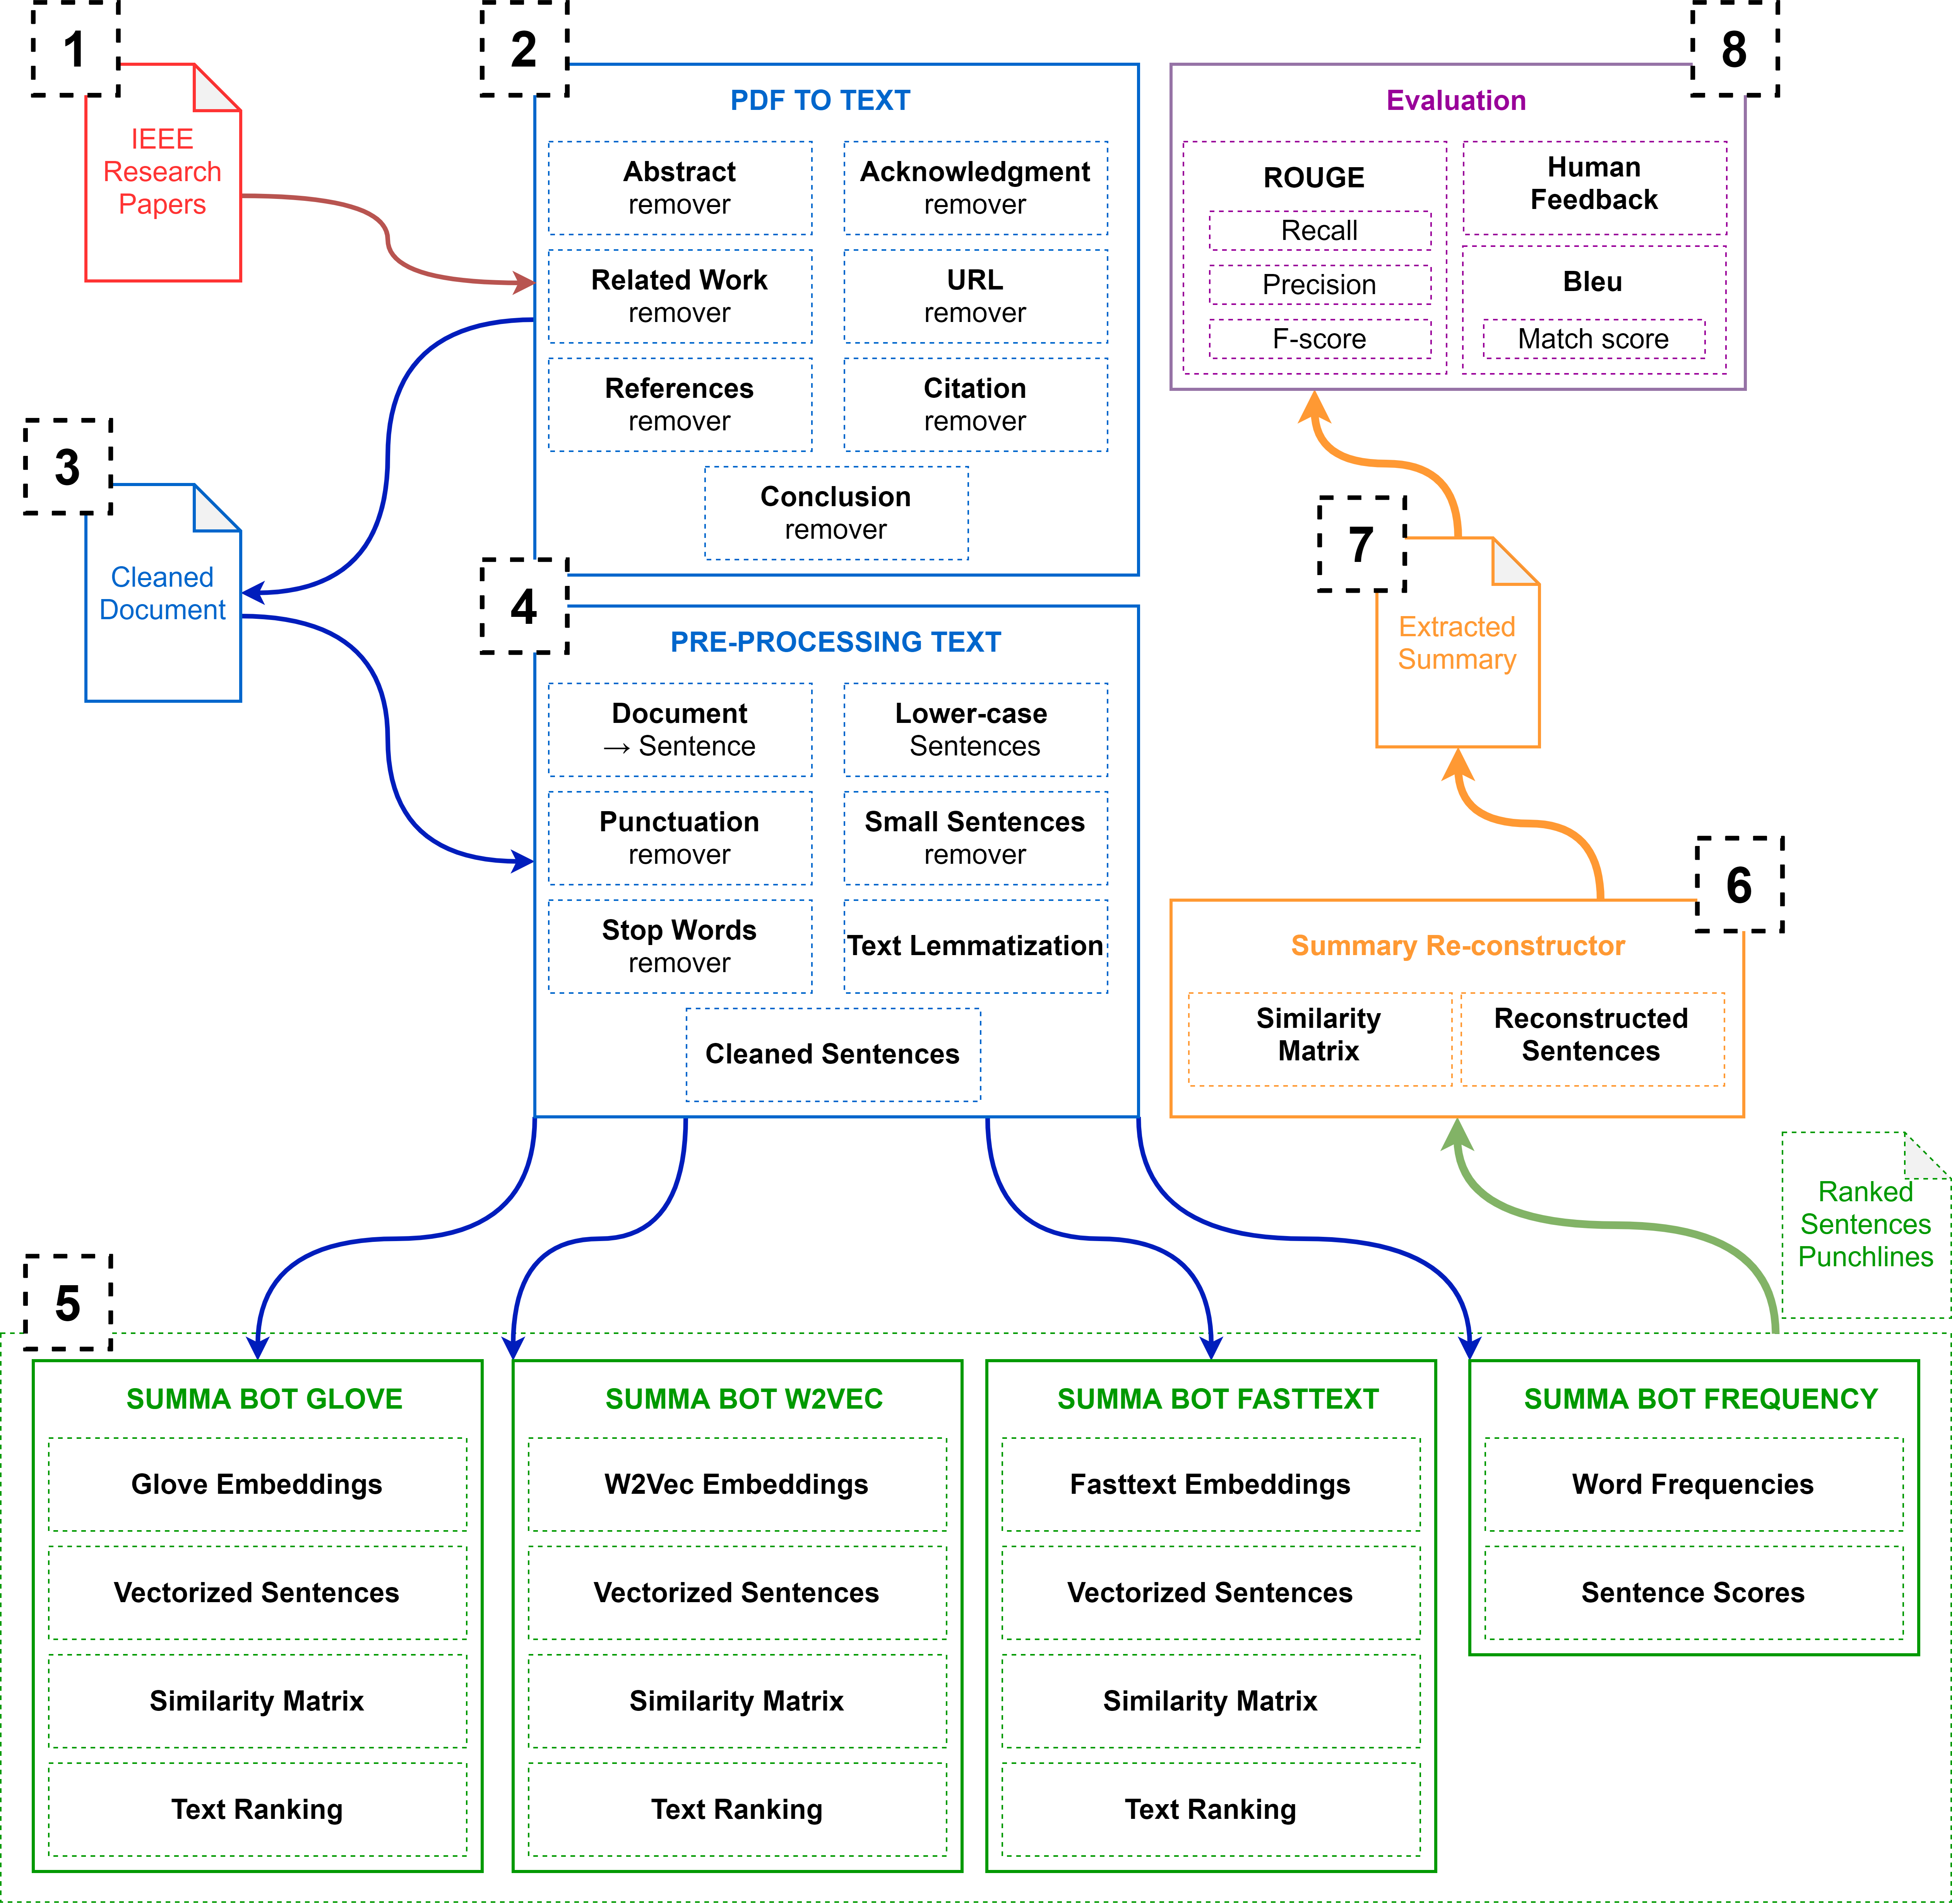 1
IEEE
Research
Papers
2
PDF TO TEXT
Abstract
remover
Acknowledgment
remover
Related Work
remover
URL
remover
References
remover
Citation
remover
Conclusion
remover
3
Cleaned
Document
4
PRE-PROCESSING TEXT
Document
→ Sentence
Lower-case
Sentences
Punctuation
remover
Small Sentences
remover
Stop Words
remover
Text Lemmatization
Cleaned Sentences
5
SUMMA BOT GLOVE
Glove Embeddings
Vectorized Sentences
Similarity Matrix
Text Ranking
SUMMA BOT W2VEC
W2Vec Embeddings
Vectorized Sentences
Similarity Matrix
Text Ranking
SUMMA BOT FASTTEXT
Fasttext Embeddings
Vectorized Sentences
Similarity Matrix
Text Ranking
SUMMA BOT FREQUENCY
Word Frequencies
Sentence Scores
Ranked
Sentences
Punchlines
6
Summary Re-constructor
Similarity
Matrix
Reconstructed
Sentences
7
Extracted
Summary
8
Evaluation
ROUGE
Recall
Precision
F-score
Human
Feedback
Bleu
Match score